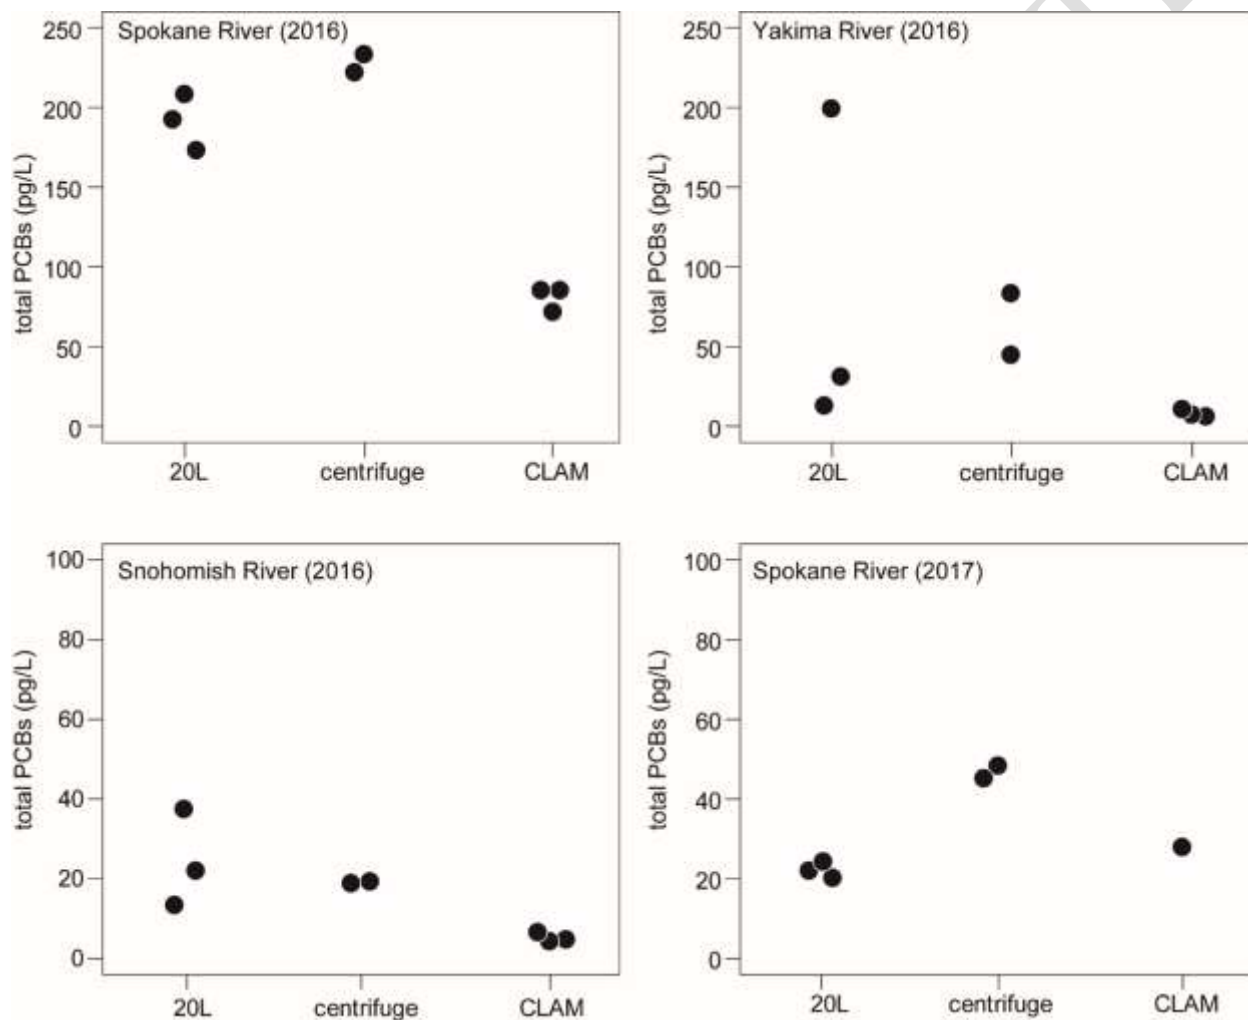 Spokane River (2016)
total PCBs (pg/L)
250
200
150
100
50
0
20L centrifuge CLAM
Yakima River (2016)
total PCBs (pg/L)
250
200
150
100
50
0
20L centrifuge CLAM
Snohomish River (2016)
total PCBs (pg/L)
100
80
60
40
20
0
20L centrifuge CLAM
Spokane River (2017)
total PCBs (pg/L)
100
80
60
40
20
0
20L centrifuge CLAM